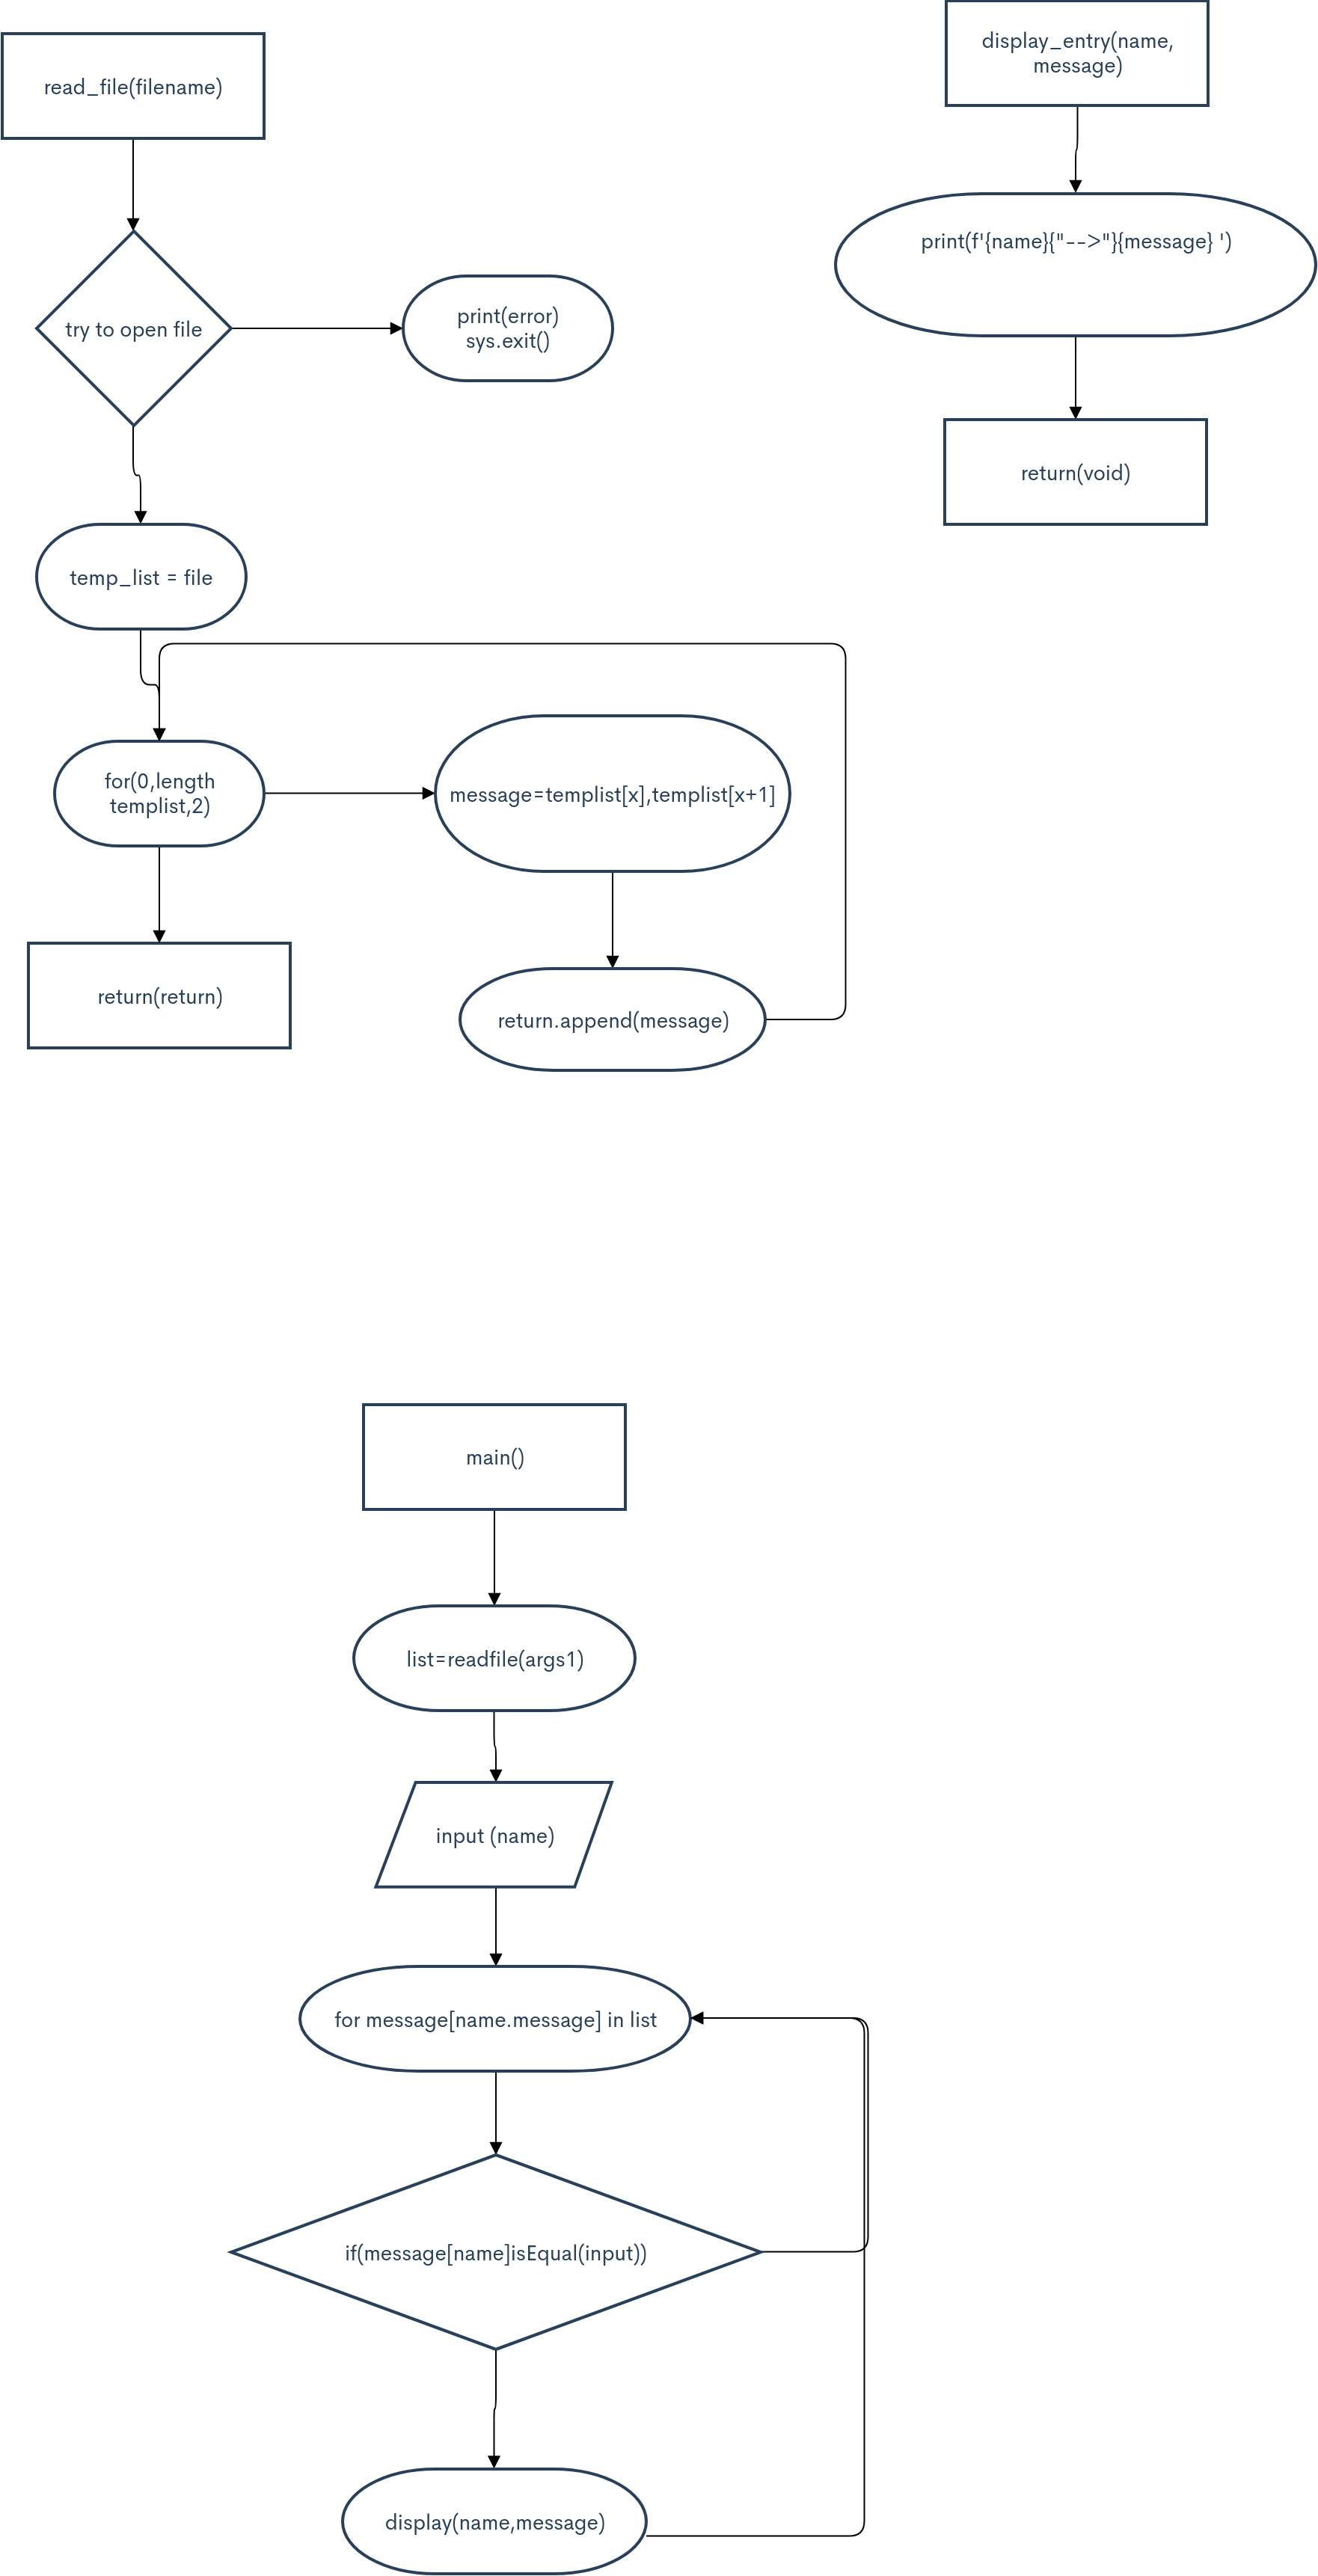 read_file(filename)
try to open file
print(error)
sys.exit()
temp_list = file
for(0,length
templist,2)
message=templist[x],templist[x+1]
return.append(message)
return(return)
display_entry(name,
message)
print(f'{name}{"-->"}{message} ')
return(void)
main()
list=readfile(args1)
input (name)
for message[name.message] in list
if(message[name]isEqual(input))
display(name,message)